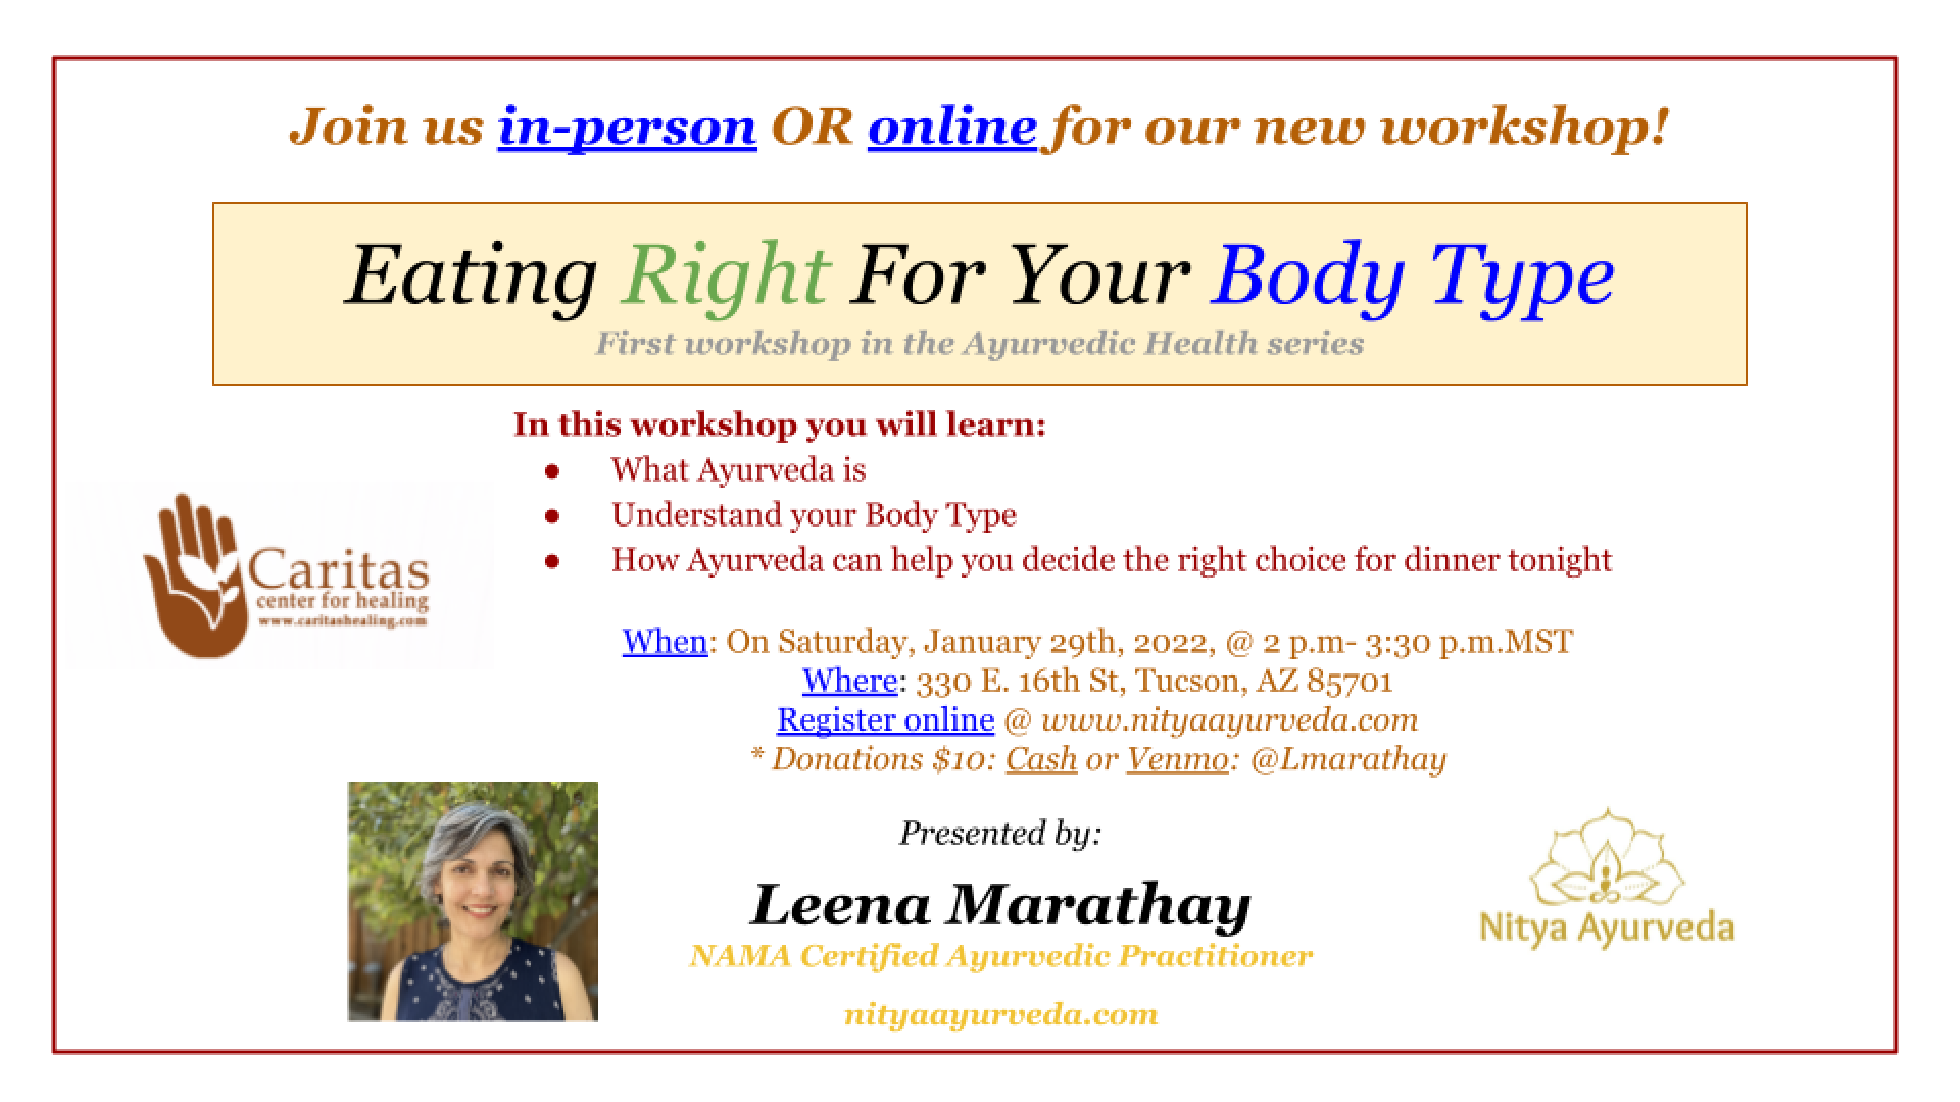 Join us in-person OR online for our new workshop!
Eating Right For Your Body Type
First workshop in the Ayurvedic Health series
In this workshop you will learn:
● What Ayurveda is
● Understand your Body Type
● How Ayurveda can help you decide the right choice for dinner tonight
Caritas
center for healing
www.caritashealing.com
When: On Saturday, January 29th, 2022, @ 2 p.m- 3:30 p.m.MST
Where: 330 E. 16th St, Tucson, AZ 85701
Register online @ www.nityaayurveda.com
* Donations $10: Cash or Venmo: @Lmarathay
Presented by:
Leena Marathay
NAMA Certified Ayurvedic Practitioner
nityaayurveda.com
Nitya Ayurveda